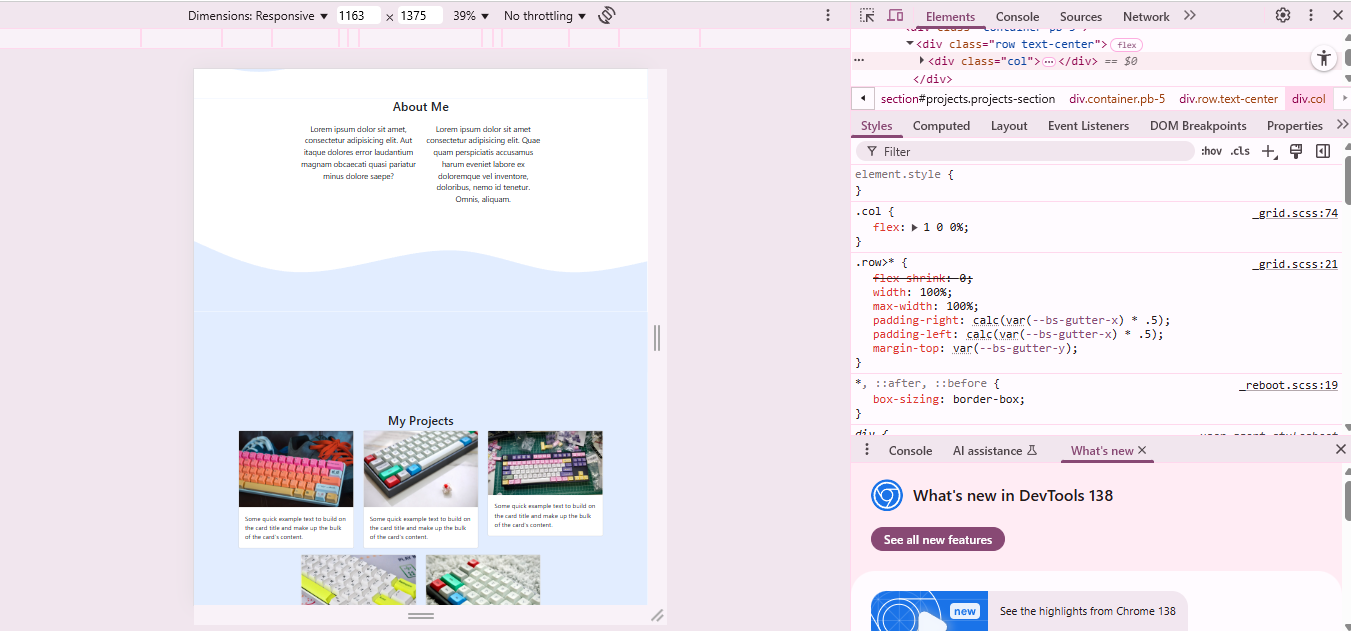 Dimensions: Responsive ▼ 1163 × 1375 39% ▼ No throttling ▼
Elements Console Sources Network
▼<div class="row text-center"> flex
▶<div class="col"> ⋯ </div> == $0
</div>
section#projects.projects-section div.container.pb-5 div.row.text-center div.col
Styles Computed Layout Event Listeners DOM Breakpoints Properties
Filter :hov .cls
element.style {
}
.col { _grid.scss:74
flex: ▶ 1 0 0%;
}
.row>* { _grid.scss:21
flex-shrink: 0;
width: 100%;
max-width: 100%;
padding-right: calc(var(--bs-gutter-x) * .5);
padding-left: calc(var(--bs-gutter-x) * .5);
margin-top: var(--bs-gutter-y);
}
*, ::after, ::before { _reboot.scss:19
box-sizing: border-box;
}
div {
Console AI assistance What's new
What's new in DevTools 138
See all new features
new
See the highlights from Chrome 138
About Me
Lorem ipsum dolor sit amet,
consectetur adipisicing elit. Aut
itaque dolores error laudantium
magnam obcaecati quasi pariatur
minus dolore saepe?
Lorem ipsum dolor sit amet
consectetur adipisicing elit. Quae
quam perspiciatis accusamus
harum eveniet labore ex
doloremque vel inventore,
doloribus, nemo id tenetur.
Omnis, aliquam.
My Projects
Some quick example text to build on
the card title and make up the bulk
of the card's content.
Some quick example text to build on
the card title and make up the bulk
of the card's content.
Some quick example text to build on
the card title and make up the bulk
of the card's content.